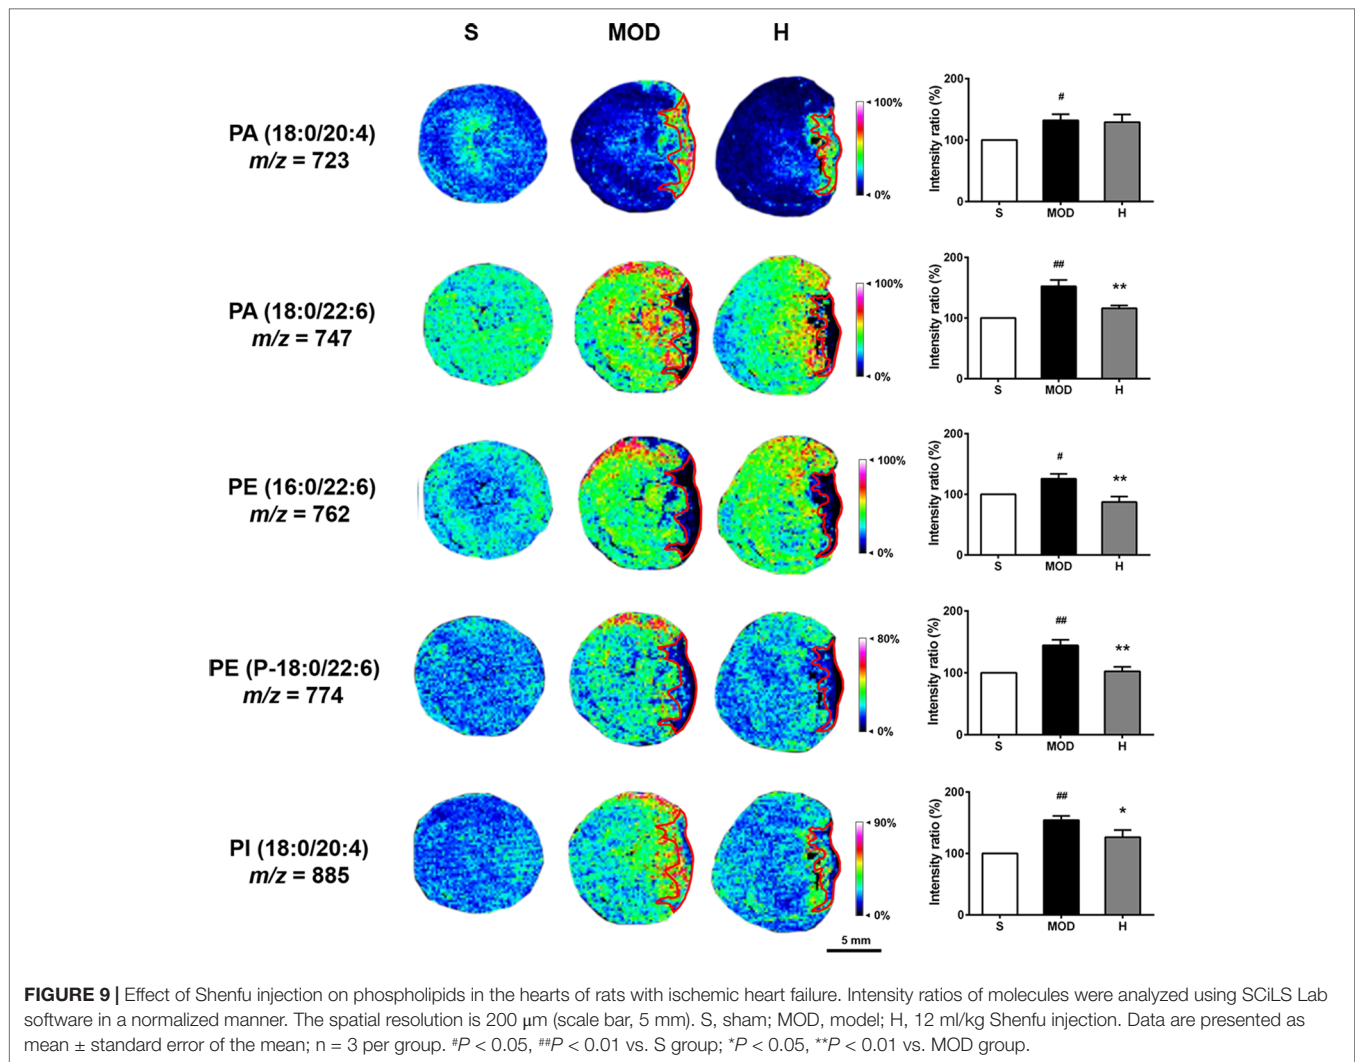 S MOD H
PA (18:0/20:4)
m/z = 723
100%
0%
Intensity ratio (%)
200
100
0
#
S MOD H
PA (18:0/22:6)
m/z = 747
100%
0%
Intensity ratio (%)
200
100
0
##
**
S MOD H
PE (16:0/22:6)
m/z = 762
100%
0%
Intensity ratio (%)
200
100
0
#
**
S MOD H
PE (P-18:0/22:6)
m/z = 774
80%
0%
Intensity ratio (%)
200
100
0
##
**
S MOD H
PI (18:0/20:4)
m/z = 885
90%
0%
5 mm
Intensity ratio (%)
200
100
0
##
*
S MOD H
FIGURE 9 | Effect of Shenfu injection on phospholipids in the hearts of rats with ischemic heart failure. Intensity ratios of molecules were analyzed using SCiLS Lab
software in a normalized manner. The spatial resolution is 200 μm (scale bar, 5 mm). S, sham; MOD, model; H, 12 ml/kg Shenfu injection. Data are presented as
mean ± standard error of the mean; n = 3 per group. #P < 0.05, ##P < 0.01 vs. S group; *P < 0.05, **P < 0.01 vs. MOD group.